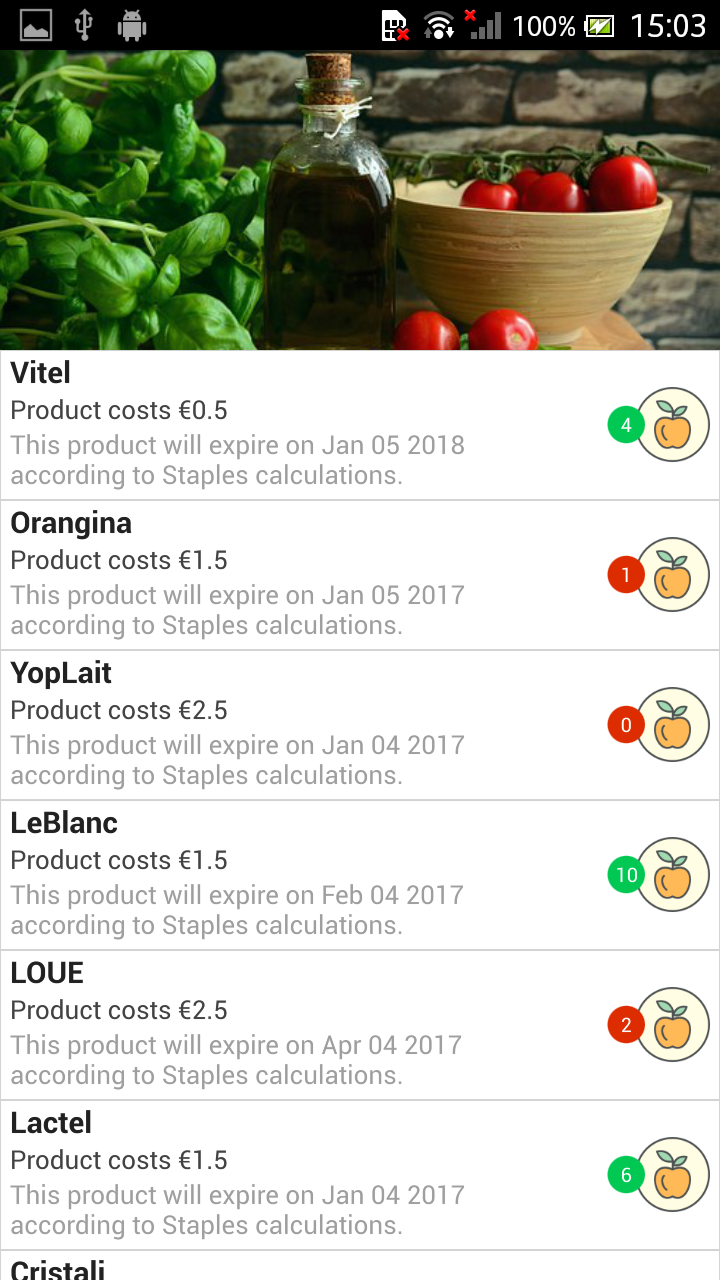 100% 15:03
Vitel
Product costs €0.5
This product will expire on Jan 05 2018
according to Staples calculations.
4
Orangina
Product costs €1.5
This product will expire on Jan 05 2017
according to Staples calculations.
1
YopLait
Product costs €2.5
This product will expire on Jan 04 2017
according to Staples calculations.
0
LeBlanc
Product costs €1.5
This product will expire on Feb 04 2017
according to Staples calculations.
10
LOUE
Product costs €2.5
This product will expire on Apr 04 2017
according to Staples calculations.
2
Lactel
Product costs €1.5
This product will expire on Jan 04 2017
according to Staples calculations.
6
Cristali